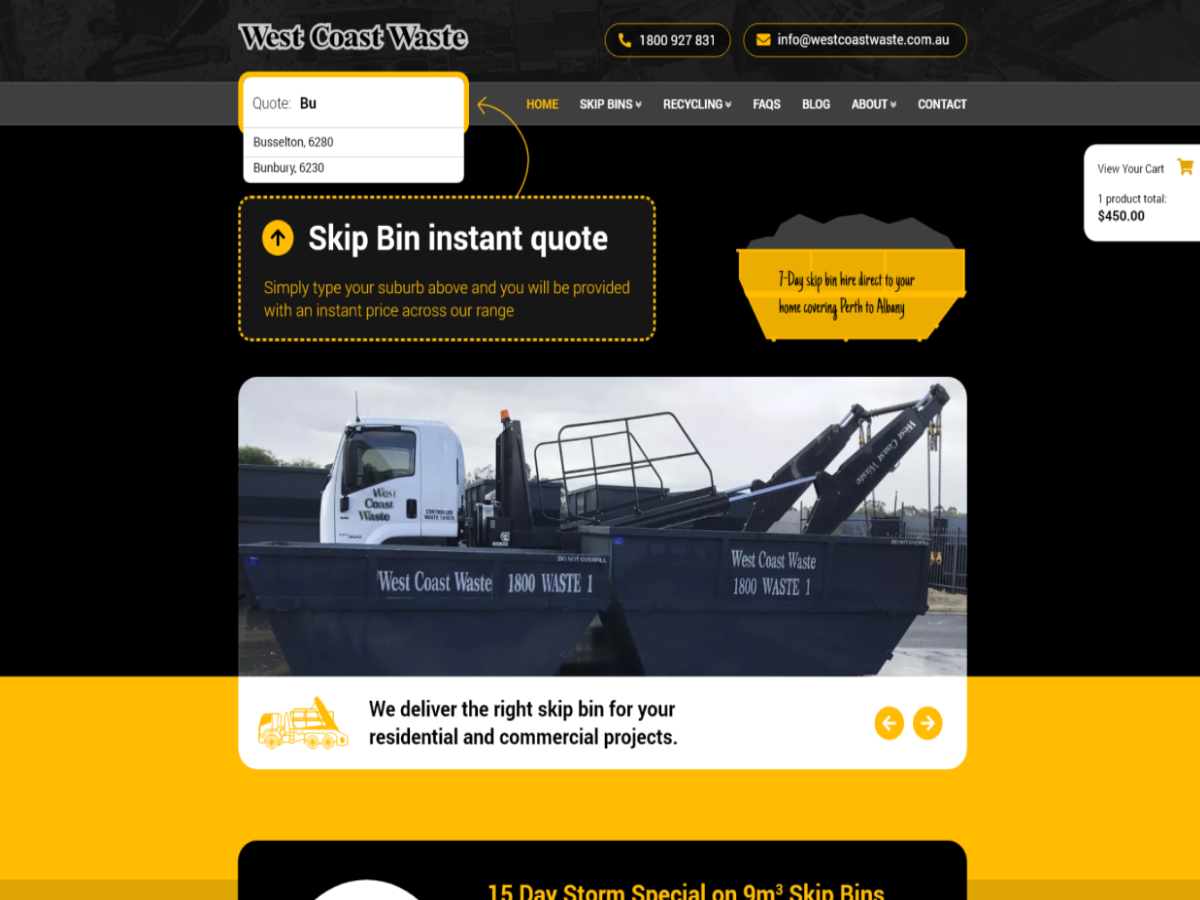 West Coast Waste
1800 927 831
info@westcoastwaste.com.au
Quote: Bu
HOME
SKIP BINS
RECYCLING
FAQS
BLOG
ABOUT
CONTACT
Busselton, 6280
Bunbury, 6230
View Your Cart
1 product total:
$450.00
Skip Bin instant quote
Simply type your suburb above and you will be provided
with an instant price across our range
7-Day skip bin hire direct to your
home covering Perth to Albany
West Coast Waste
West
Coast
Waste
DO NOT OVERFILL
West Coast Waste 1800 WASTE 1
West Coast Waste
1800 WASTE 1
We deliver the right skip bin for your
residential and commercial projects.
15 Day Storm Special on 9m³ Skip Bins